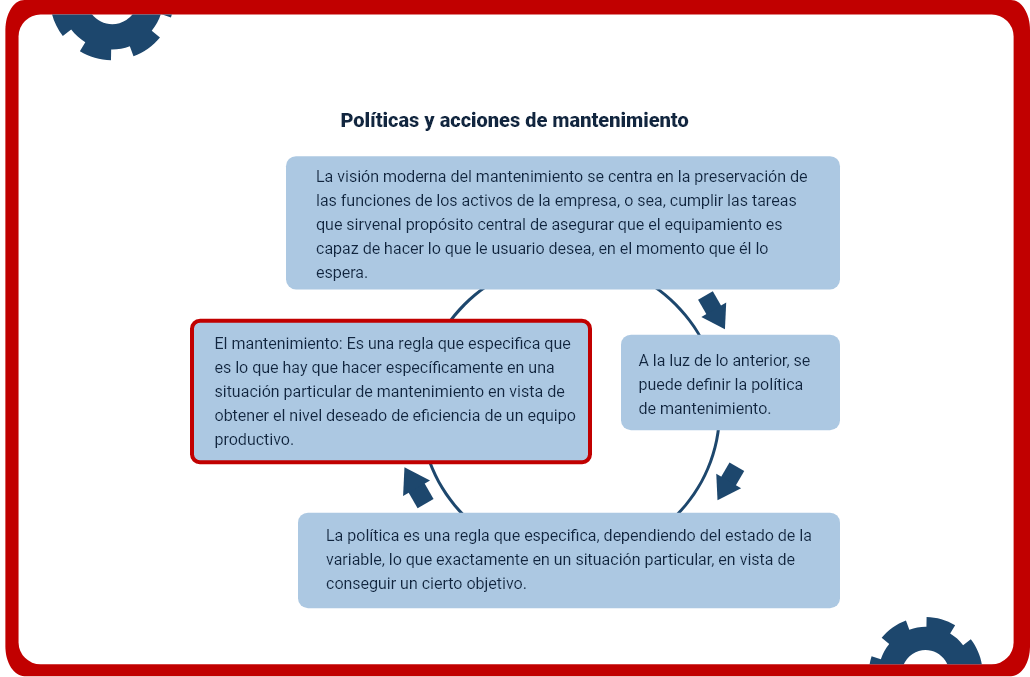 Políticas y acciones de mantenimiento
La visión moderna del mantenimiento se centra en la preservación de
las funciones de los activos de la empresa, o sea, cumplir las tareas
que sirvenal propósito central de asegurar que el equipamiento es
capaz de hacer lo que le usuario desea, en el momento que él lo
espera.
A la luz de lo anterior, se
puede definir la política
de mantenimiento.
La política es una regla que especifica, dependiendo del estado de la
variable, lo que exactamente en un situación particular, en vista de
conseguir un cierto objetivo.
El mantenimiento: Es una regla que especifica que
es lo que hay que hacer específicamente en una
situación particular de mantenimiento en vista de
obtener el nivel deseado de eficiencia de un equipo
productivo.